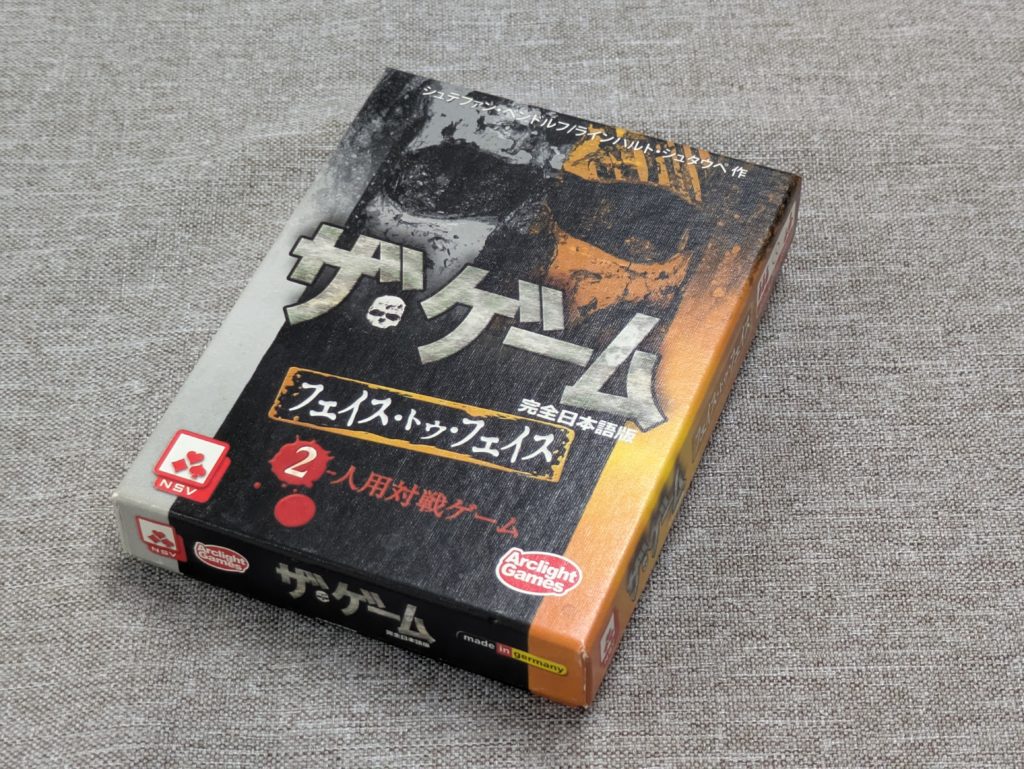 シュテファン・ベンドルフ/ラインハルト・シュタウペ 作
ザ・ゲーム
完全日本語版
フェイス・トゥ・フェイス
2人用対戦ゲーム
NSV
Arclight
Games
NSV
Arclight
Games
ザ・ゲーム
完全日本語版
made in germany